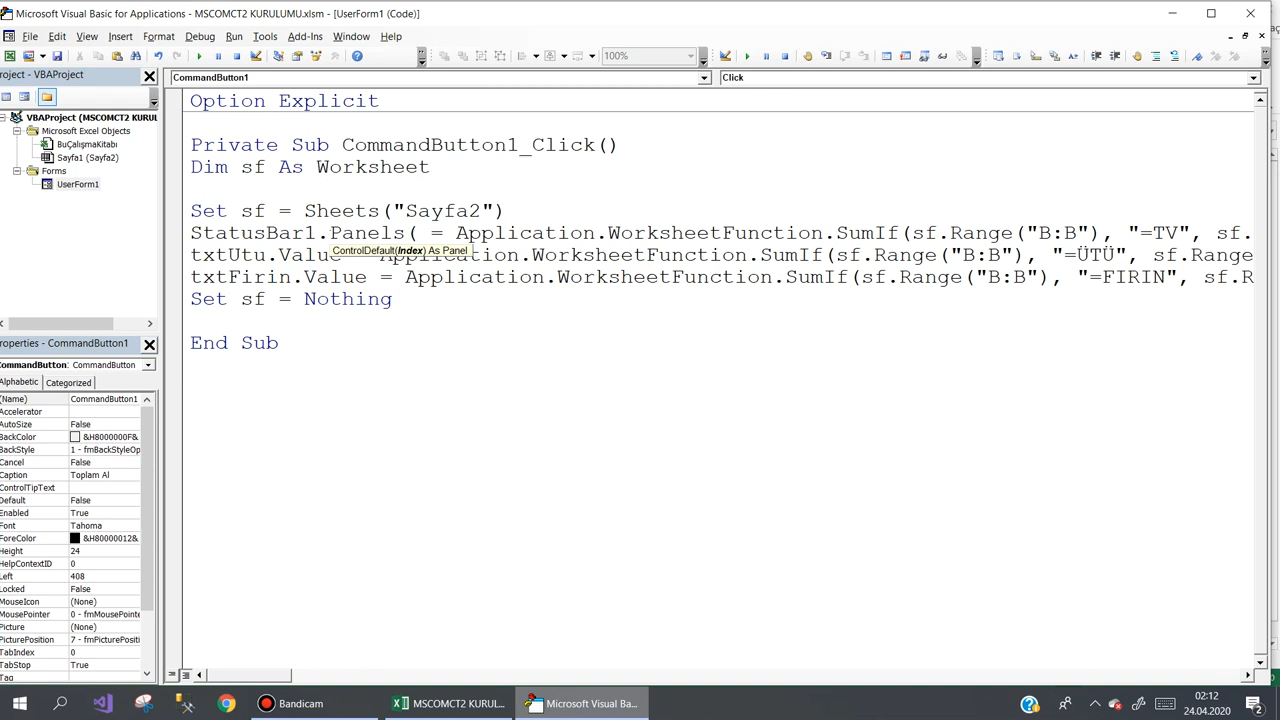 Microsoft Visual Basic for Applications - MSCOMCT2 KURULUMU.xlsm - [UserForm1 (Code)]
File Edit View Insert Format Debug Run Tools Add-Ins Window Help
100%
roject - VBAProject
CommandButton1
Click
VBAProject (MSCOMCT2 KURUL
Microsoft Excel Objects
BuÇalışmaKitabı
Sayfa1 (Sayfa2)
Forms
UserForm1
Option Explicit
Private Sub CommandButton1_Click()
Dim sf As Worksheet
Set sf = Sheets("Sayfa2")
StatusBar1.Panels( = Application.WorksheetFunction.SumIf(sf.Range("B:B"), "=TV", sf.
ControlDefault(Index) As Panel
txtUtu.Value = Application.WorksheetFunction.SumIf(sf.Range("B:B"), "=ÜTÜ", sf.Range
txtFirin.Value = Application.WorksheetFunction.SumIf(sf.Range("B:B"), "=FIRIN", sf.R
Set sf = Nothing
End Sub
roperties - CommandButton1
CommandButton1 CommandButton
Alphabetic Categorized
(Name) CommandButton1
Accelerator
AutoSize False
BackColor &H8000000F&
BackStyle 1 - fmBackStyleOp
Cancel False
Caption Toplam Al
ControlTipText
Default False
Enabled True
Font Tahoma
ForeColor &H80000012&
Height 24
HelpContextID 0
Left 408
Locked False
MouseIcon (None)
MousePointer 0 - fmMousePointe
Picture (None)
PicturePosition 7 - fmPicturePositi
TabIndex 0
TabStop True
Tag
Bandicam
MSCOMCT2 KURUL...
Microsoft Visual Ba...
02:12
24.04.2020
2